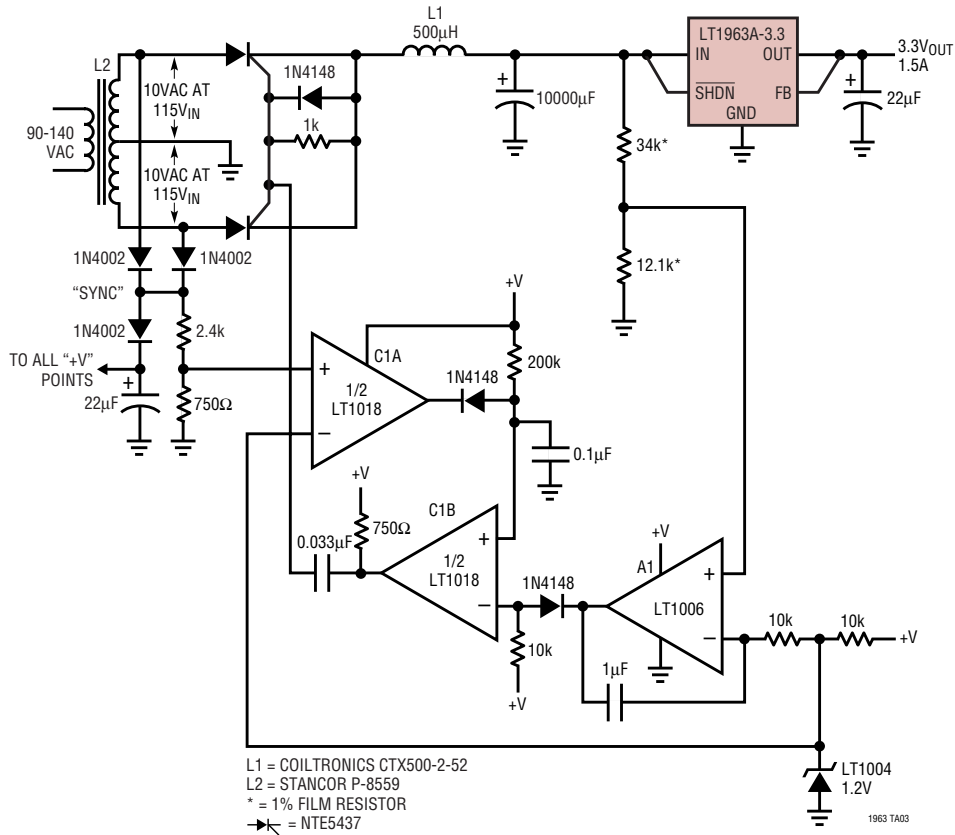 L1
500µH
LT1963A-3.3
IN
OUT
SHDN
FB
GND
3.3VOUT
1.5A
L2
10VAC AT
115VIN
1N4148
1k
+
10000µF
+
22µF
90-140
VAC
10VAC AT
115VIN
34k*
1N4002
1N4002
12.1k*
"SYNC"
+V
1N4002
2.4k
C1A
200k
TO ALL "+V"
POINTS
+
1/2
LT1018
1N4148
+
22µF
750Ω
–
0.1µF
+V
C1B
750Ω
+V
0.033µF
+
A1
1/2
LT1018
1N4148
+
LT1006
–
10k
10k
–
+V
10k
1µF
+V
L1 = COILTRONICS CTX500-2-52
L2 = STANCOR P-8559
* = 1% FILM RESISTOR
= NTE5437
LT1004
1.2V
1963 TA03